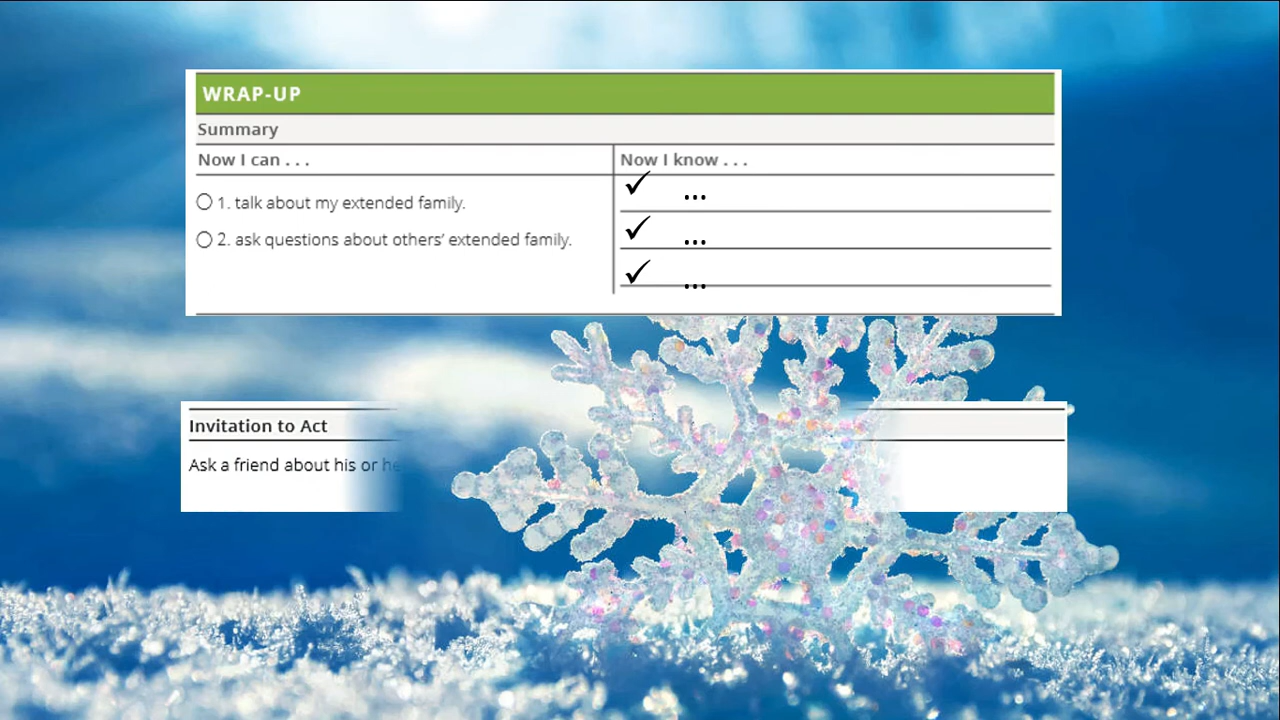 WRAP-UP
Summary
Now I can . . .
Now I know . . .
1. talk about my extended family.
✓ ...
2. ask questions about others' extended family.
✓ ...
✓ ...
Invitation to Act
Ask a friend about his or